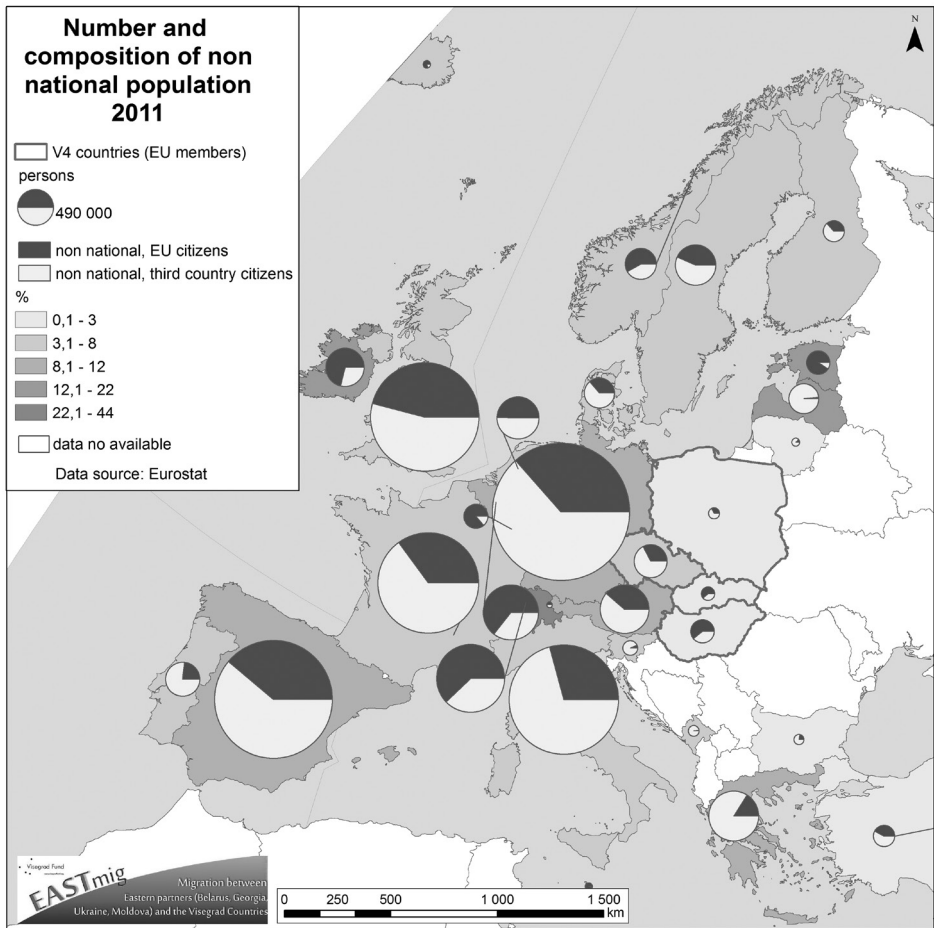 Number and
composition of non
national population
2011
V4 countries (EU members)
persons
490 000
non national, EU citizens
non national, third country citizens
%
0,1 - 3
3,1 - 8
8,1 - 12
12,1 - 22
22,1 - 44
data no available
Data source: Eurostat
N
Visegrad Fund
EASTmig
Migration between
Eastern partners (Belarus, Georgia,
Ukraine, Moldova) and the Visegrad Countries
0 250 500 1 000 1 500
km